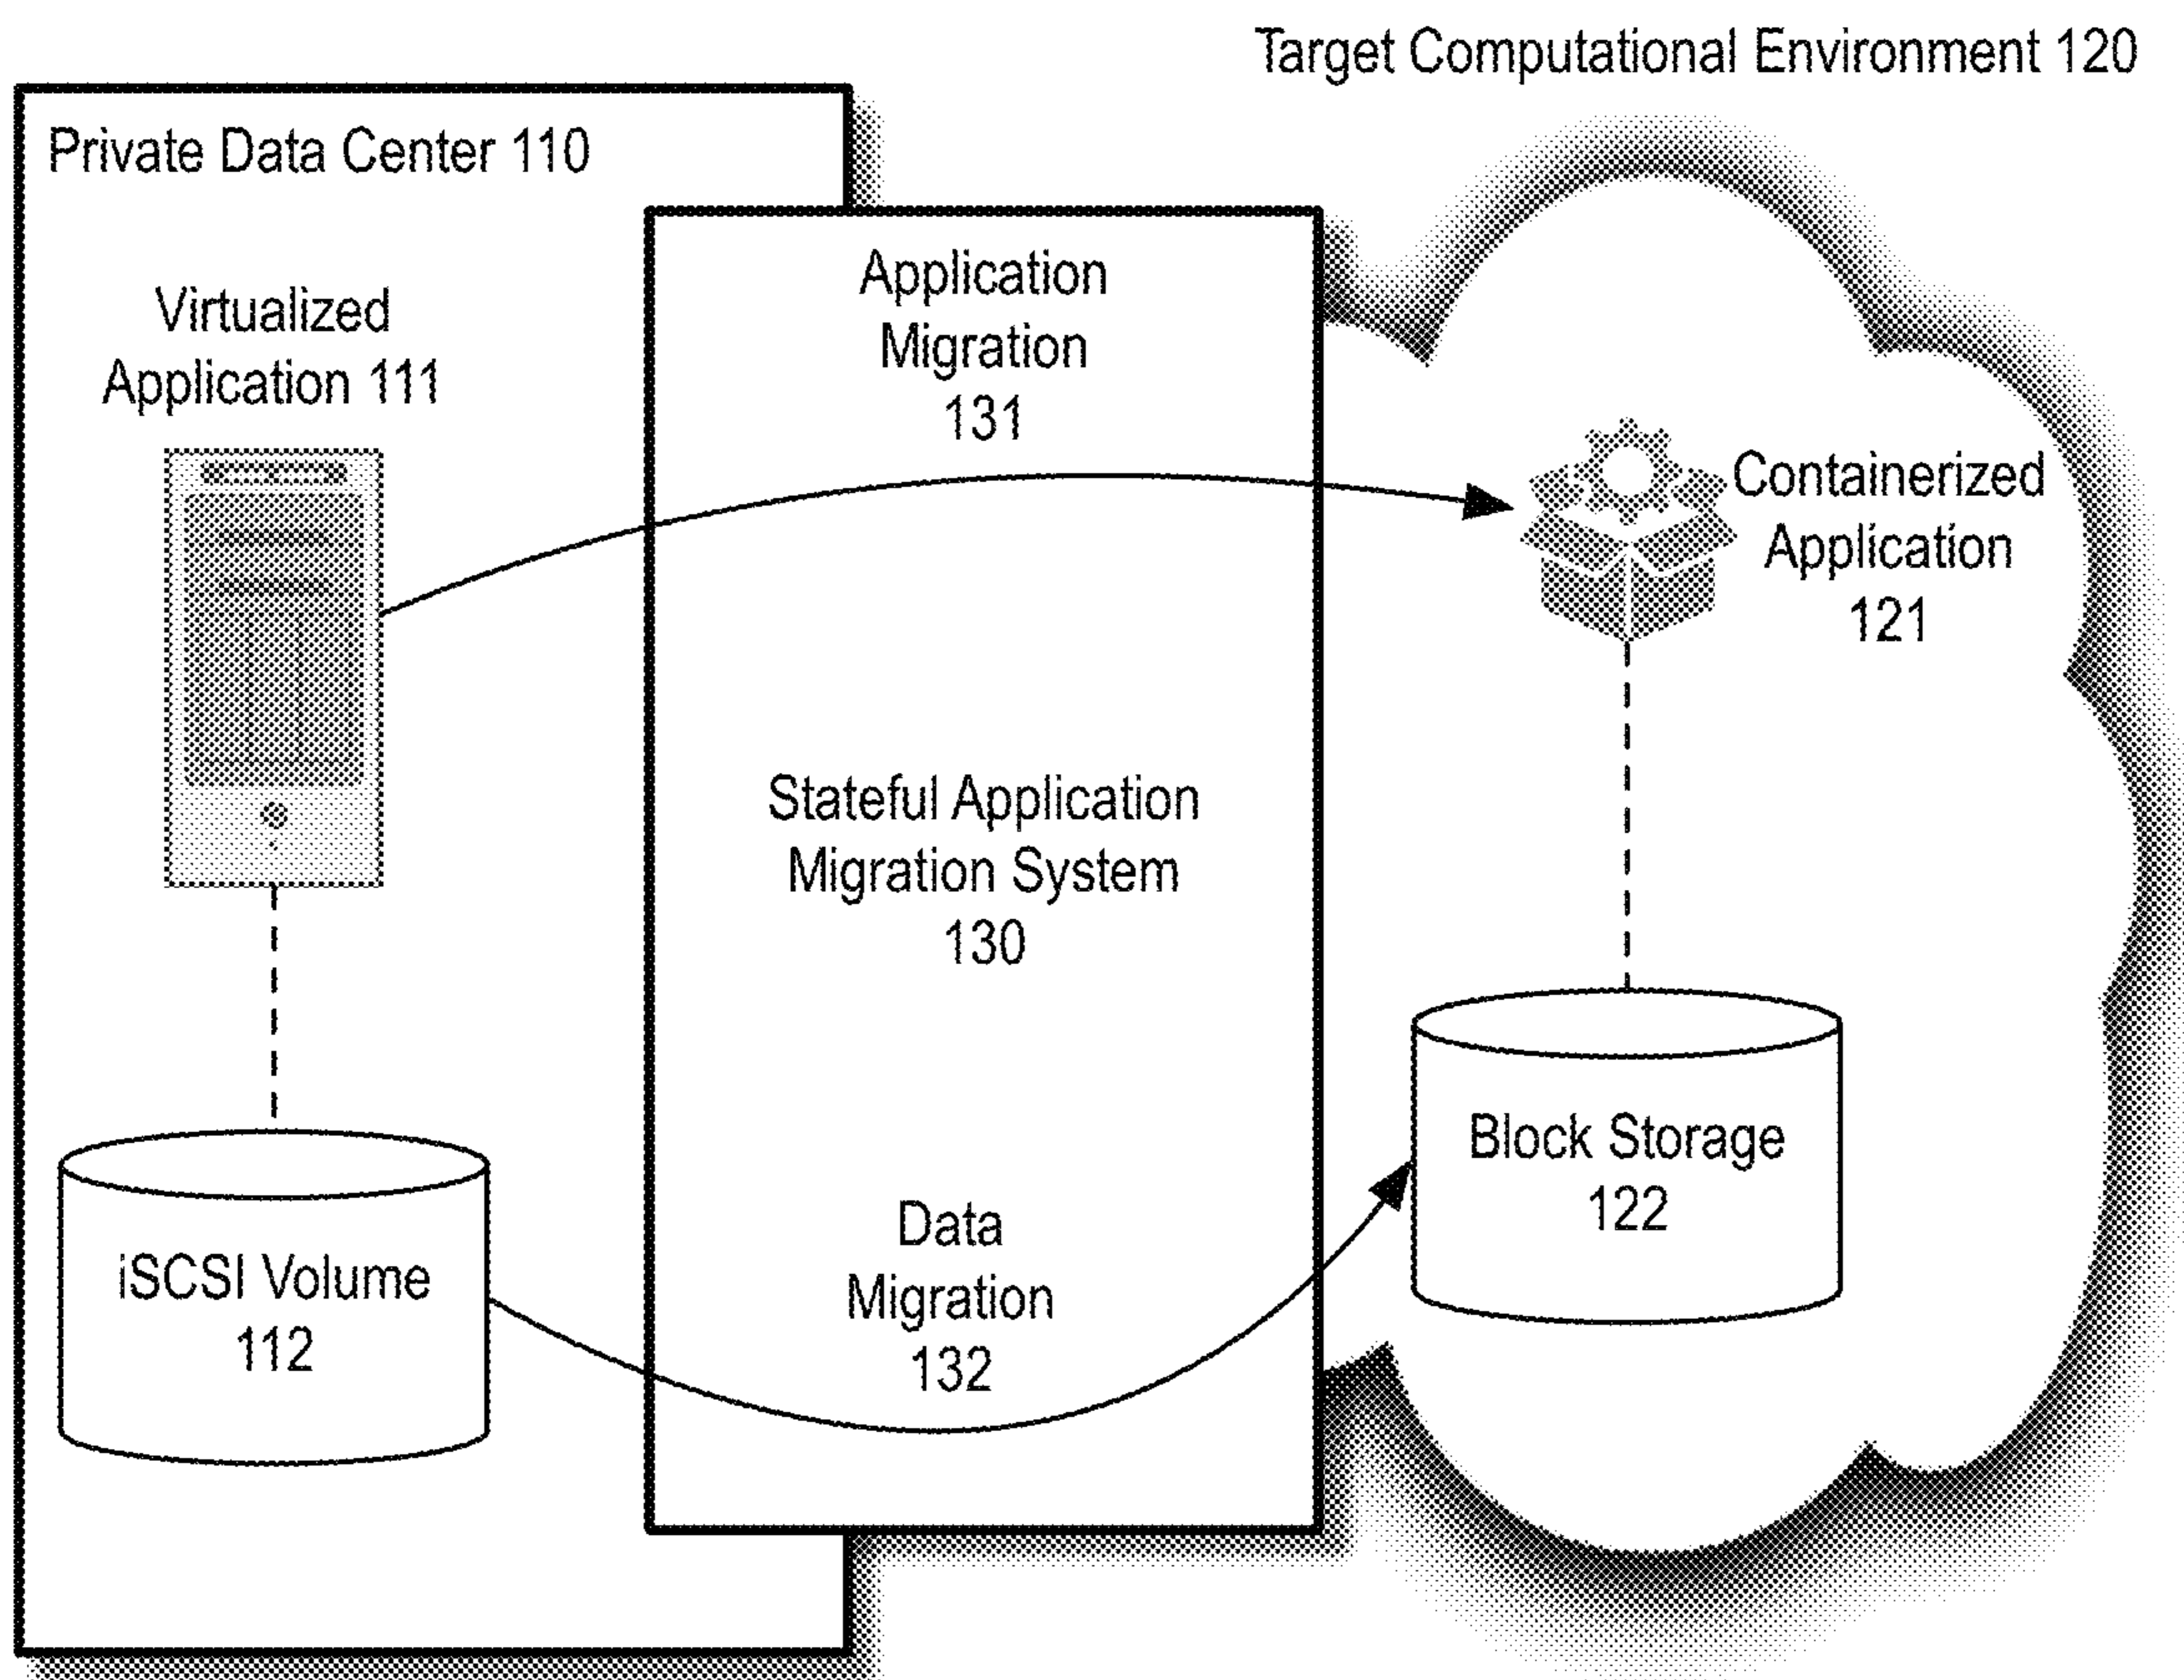 Target Computational Environment 120
Private Data Center 110
Virtualized
Application 111
Application
Migration
131
Containerized
Application
121
Stateful Application
Migration System
130
Block Storage
122
Data
Migration
132
iSCSI Volume
112